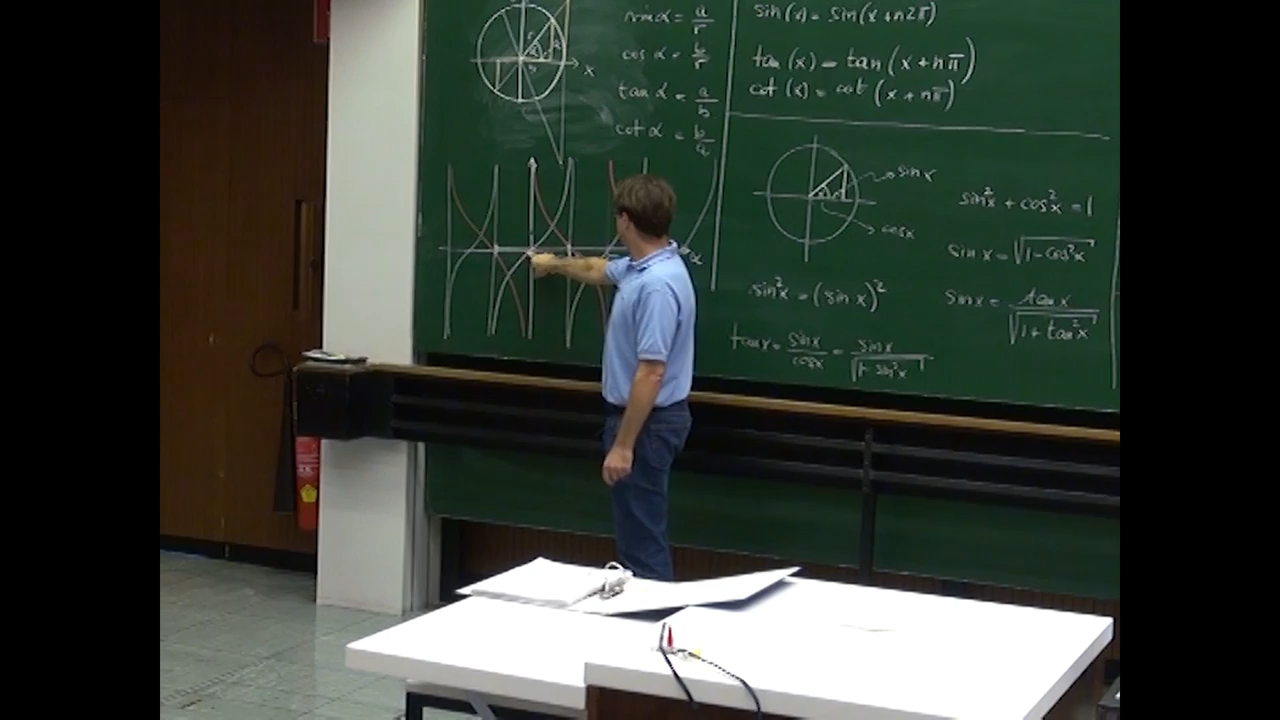 sin α = a/r
cos α = b/r
tan α = a/b
cot α = b/a
x
α
sin(x) = sin(x+n2π)
tan(x) = tan(x+nπ)
cot(x) = cot(x+nπ)
sin x
cos x
sin²x + cos²x = 1
sin x = √(1-cos²x)
sin²x = (sin x)²
sin x = tan x/√(1+tan²x)
tan x = sin x/cos x = sin x/√(1-sin²x)